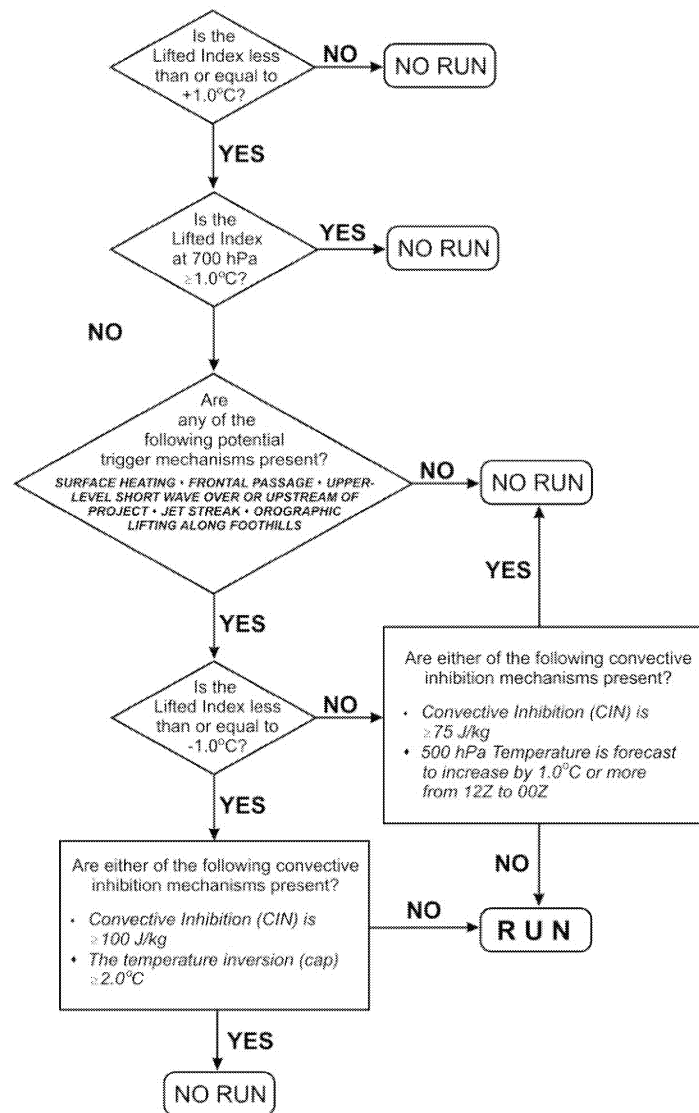 Is the
Lifted Index less
than or equal to
+1.0°C?
NO
NO RUN
YES
Is the
Lifted Index
at 700 hPa
≥1.0°C?
YES
NO RUN
NO
Are
any of the
following potential
trigger mechanisms present?
SURFACE HEATING • FRONTAL PASSAGE • UPPER-
LEVEL SHORT WAVE OVER OR UPSTREAM OF
PROJECT • JET STREAK • OROGRAPHIC
LIFTING ALONG FOOTHILLS
NO
NO RUN
YES
YES
Is the
Lifted Index less
than or equal to
-1.0°C?
NO
Are either of the following convective
inhibition mechanisms present?
• Convective Inhibition (CIN) is
≥75 J/kg
• 500 hPa Temperature is forecast
to increase by 1.0°C or more
from 12Z to 00Z
YES
NO
Are either of the following convective
inhibition mechanisms present?
• Convective Inhibition (CIN) is
≥100 J/kg
• The temperature inversion (cap)
≥2.0°C
NO
RUN
YES
NO RUN